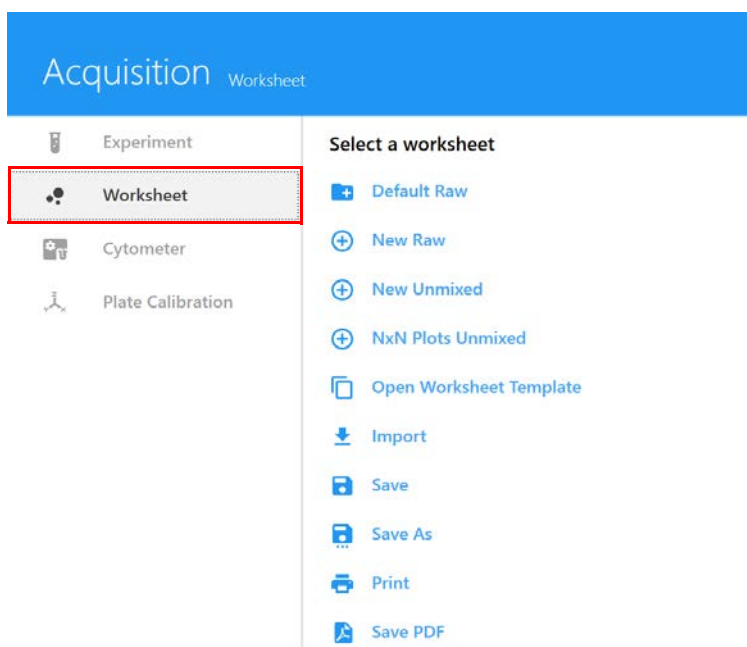 Acquisition Worksheet
Experiment
Worksheet
Cytometer
Plate Calibration
Select a worksheet
Default Raw
New Raw
New Unmixed
NxN Plots Unmixed
Open Worksheet Template
Import
Save
Save As
Print
Save PDF